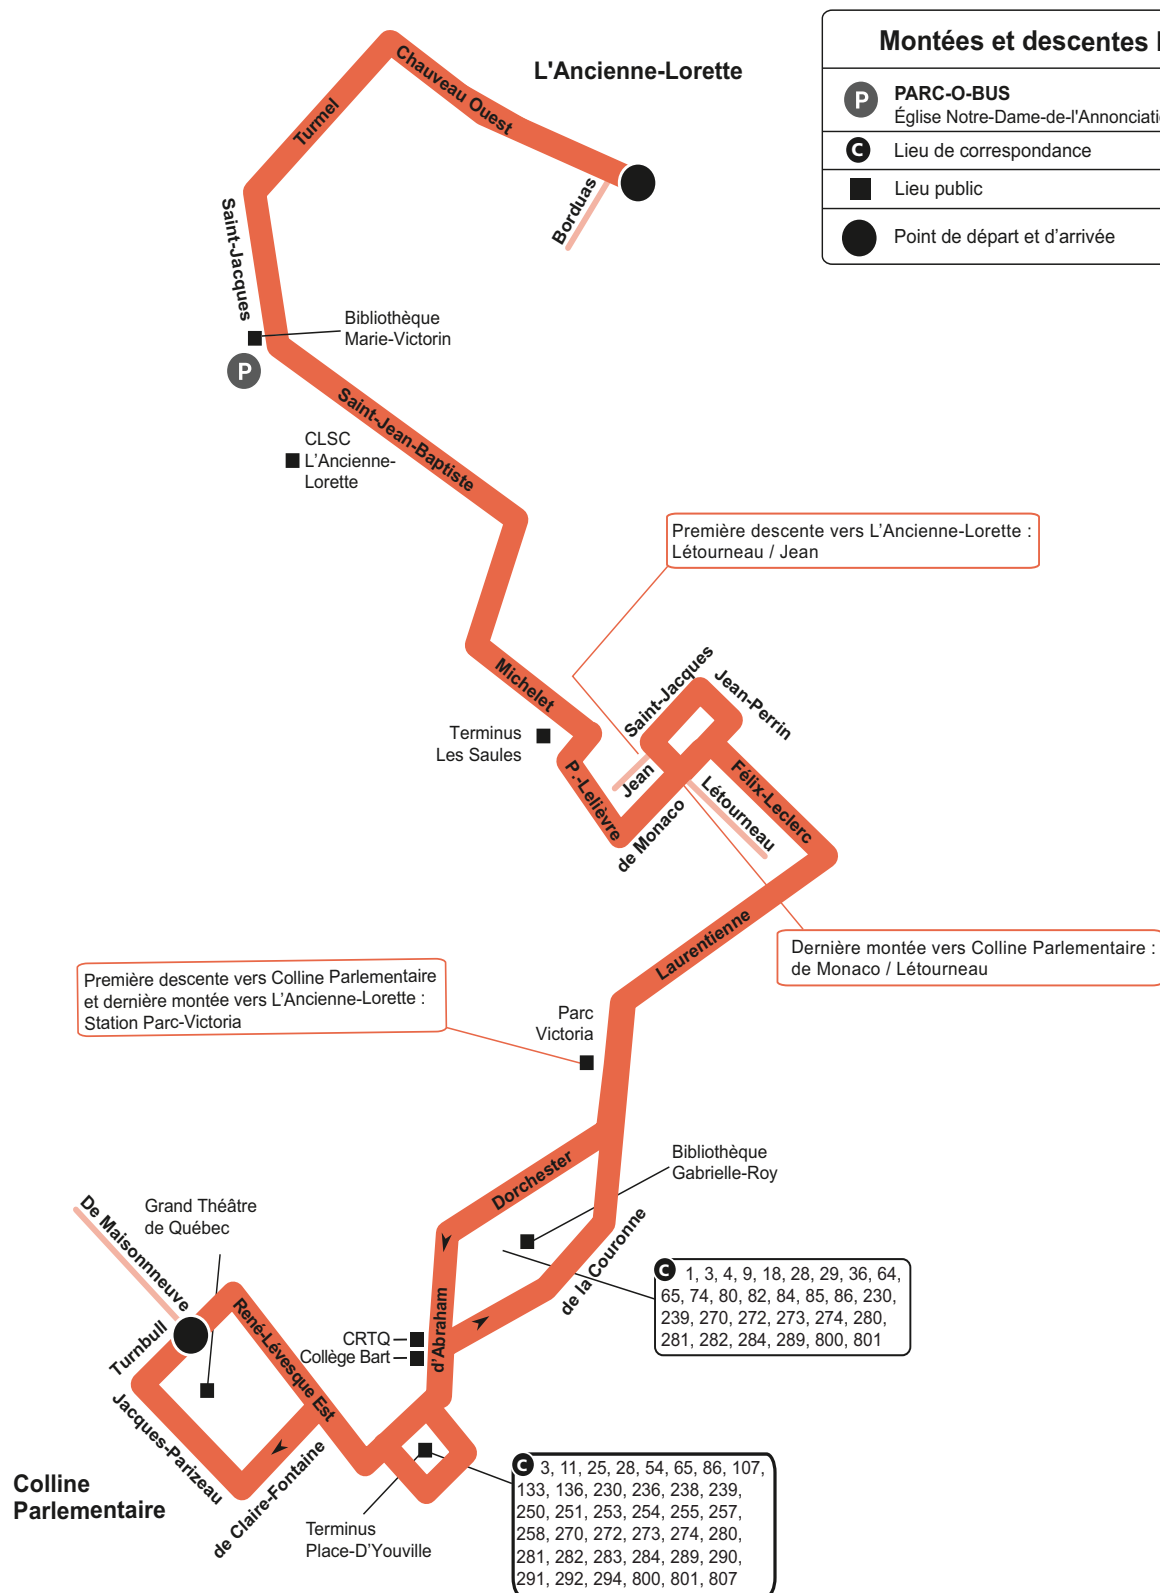 Montées et descentes
PARC-O-BUS
Église Notre-Dame-de-l'Annonciati
Lieu de correspondance
Lieu public
Point de départ et d'arrivée
P
C
L'Ancienne-Lorette
Chauveau Ouest
Turmel
Borduas
Saint-Jacques
Bibliothèque
Marie-Victorin
P
Saint-Jean-Baptiste
CLSC
L'Ancienne-
Lorette
Première descente vers L'Ancienne-Lorette :
Létourneau / Jean
Michelet
Saint-Jacques
Jean-Perrin
Terminus
Les Saules
P.-Lelièvre
Jean
de Monaco
Létourneau
Félix-Leclerc
Laurentienne
Dernière montée vers Colline Parlementaire :
de Monaco / Létourneau
Première descente vers Colline Parlementaire
et dernière montée vers L'Ancienne-Lorette :
Station Parc-Victoria
Parc
Victoria
Dorchester
Bibliothèque
Gabrielle-Roy
de la Couronne
De Maisonnneuve
Grand Théâtre
de Québec
C 1, 3, 4, 9, 18, 28, 29, 36, 64,
65, 74, 80, 82, 84, 85, 86, 230,
239, 270, 272, 273, 274, 280,
281, 282, 284, 289, 800, 801
d'Abraham
CRTQ
Collège Bart
Turnbull
René-Lévesque Est
Jacques-Parizeau
de Claire-Fontaine
Colline
Parlementaire
Terminus
Place-D'Youville
C 3, 11, 25, 28, 54, 65, 86, 107,
133, 136, 230, 236, 238, 239,
250, 251, 253, 254, 255, 257,
258, 270, 272, 273, 274, 280,
281, 282, 283, 284, 289, 290,
291, 292, 294, 800, 801, 807